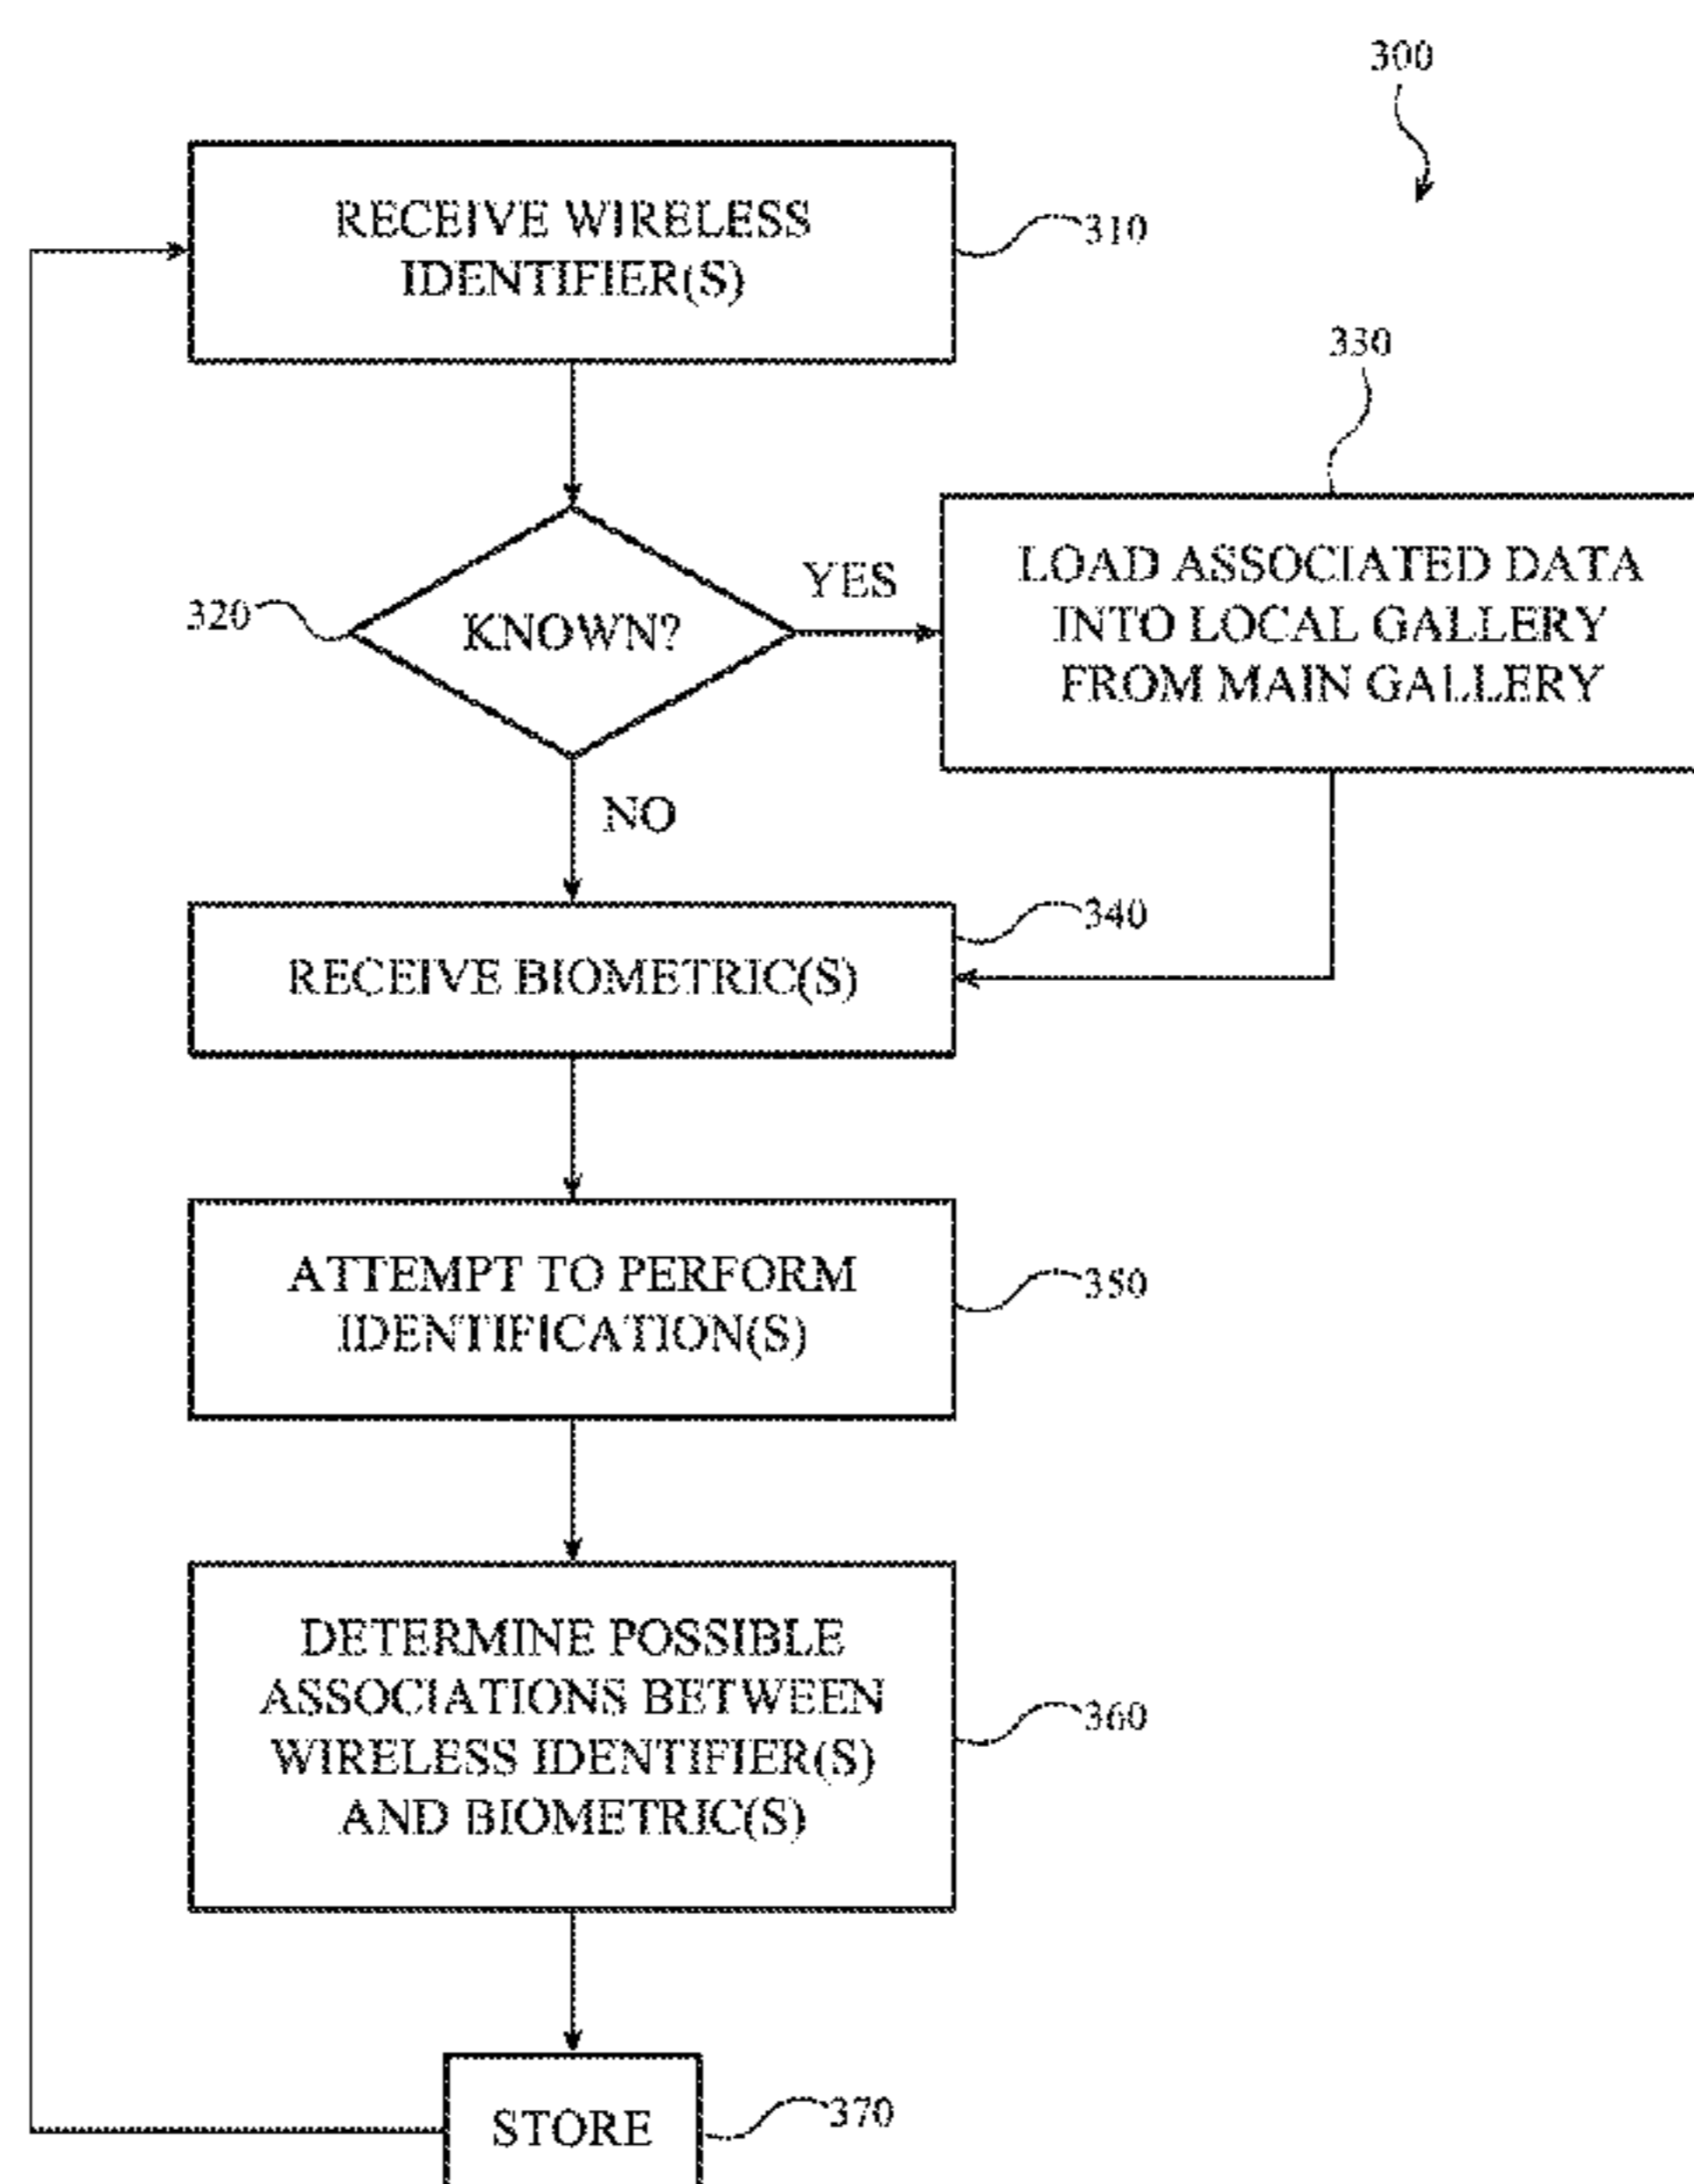 300
RECEIVE WIRELESS
IDENTIFIER(S)
310
330
LOAD ASSOCIATED DATA
INTO LOCAL GALLERY
FROM MAIN GALLERY
YES
320
KNOWN?
NO
340
RECEIVE BIOMETRIC(S)
350
ATTEMPT TO PERFORM
IDENTIFICATION(S)
DETERMINE POSSIBLE
ASSOCIATIONS BETWEEN
WIRELESS IDENTIFIER(S)
AND BIOMETRIC(S)
360
STORE
370